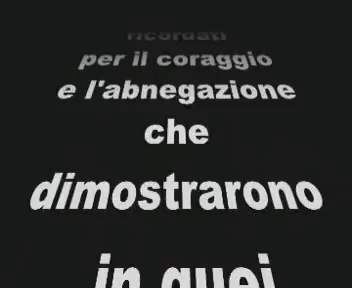 ricordati
per il coraggio
e l'abnegazione
che
dimostrarono
in quei